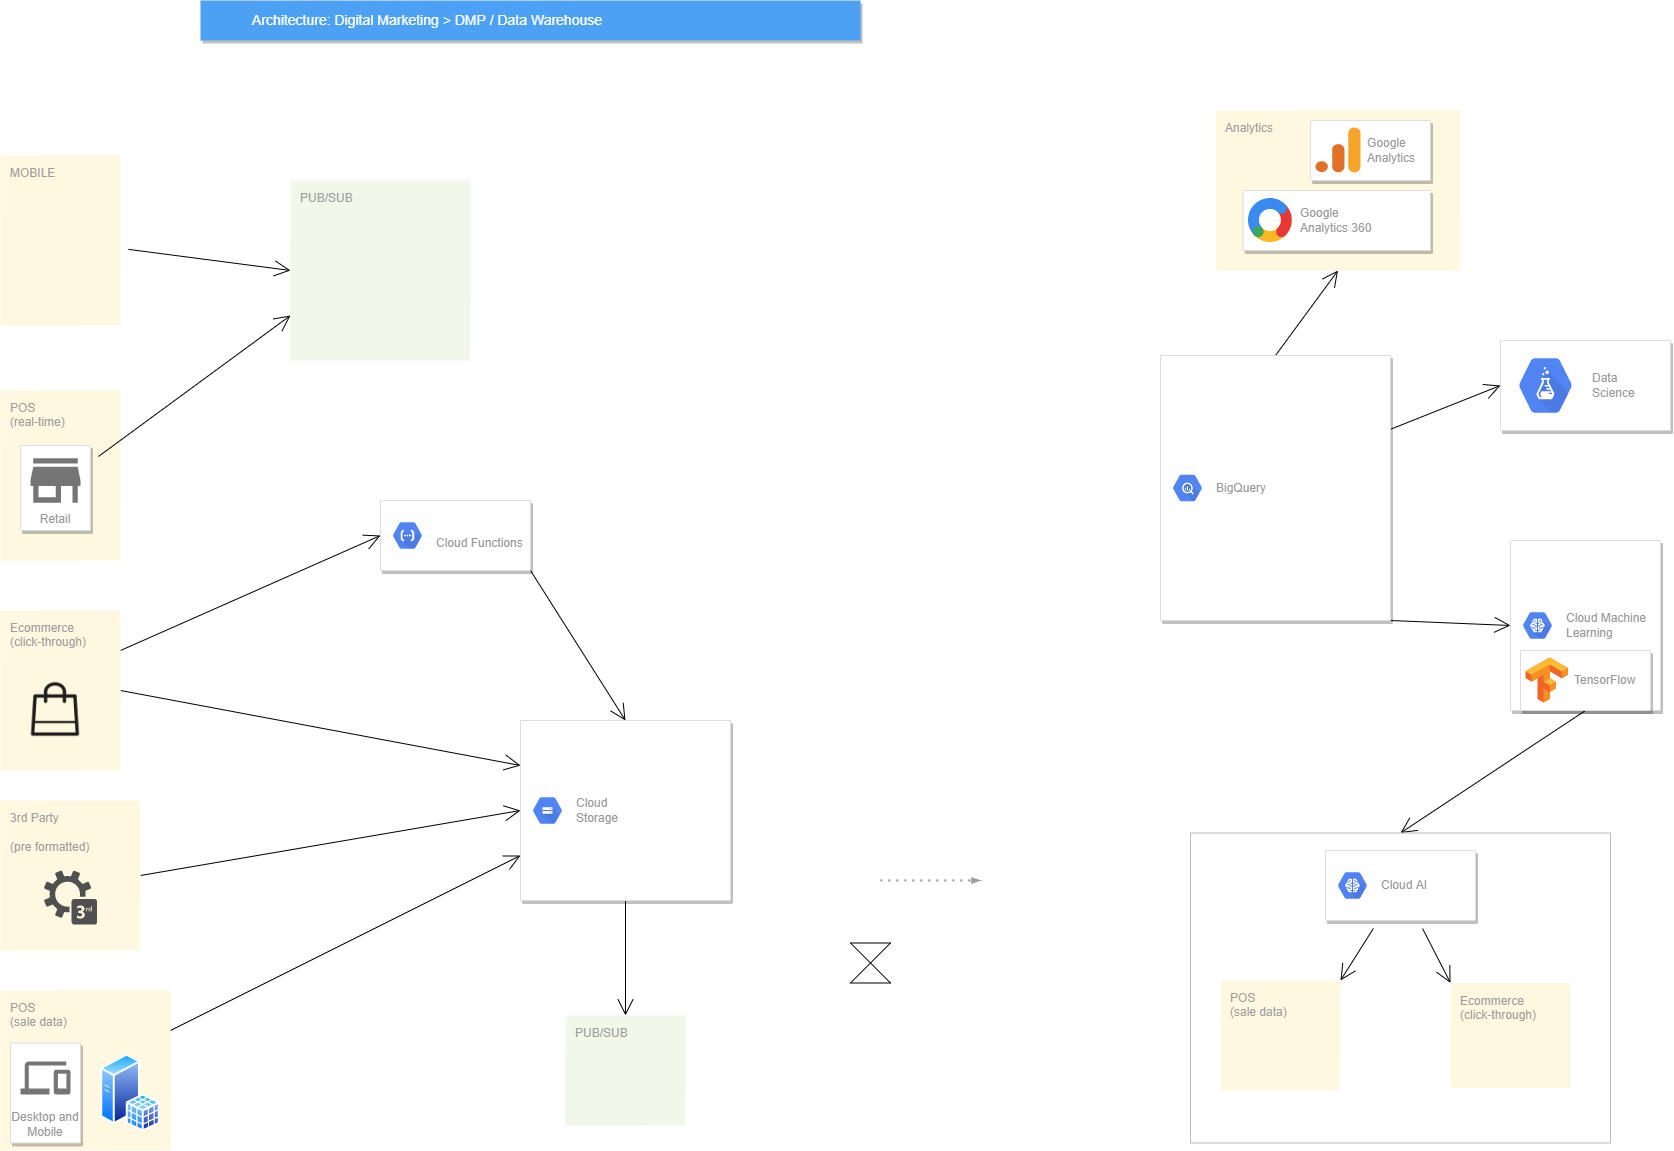 Architecture: Digital Marketing > DMP / Data Warehouse
MOBILE
PUB/SUB
POS
(real-time)
Retail
Cloud Functions
Ecommerce
(click-through)
3rd Party
(pre formatted)
3rd
Cloud
Storage
POS
(sale data)
Desktop and
Mobile
PUB/SUB
Analytics
Google
Analytics
Google
Analytics 360
BigQuery
Data
Science
Cloud Machine
Learning
TensorFlow
Cloud AI
POS
(sale data)
Ecommerce
(click-through)